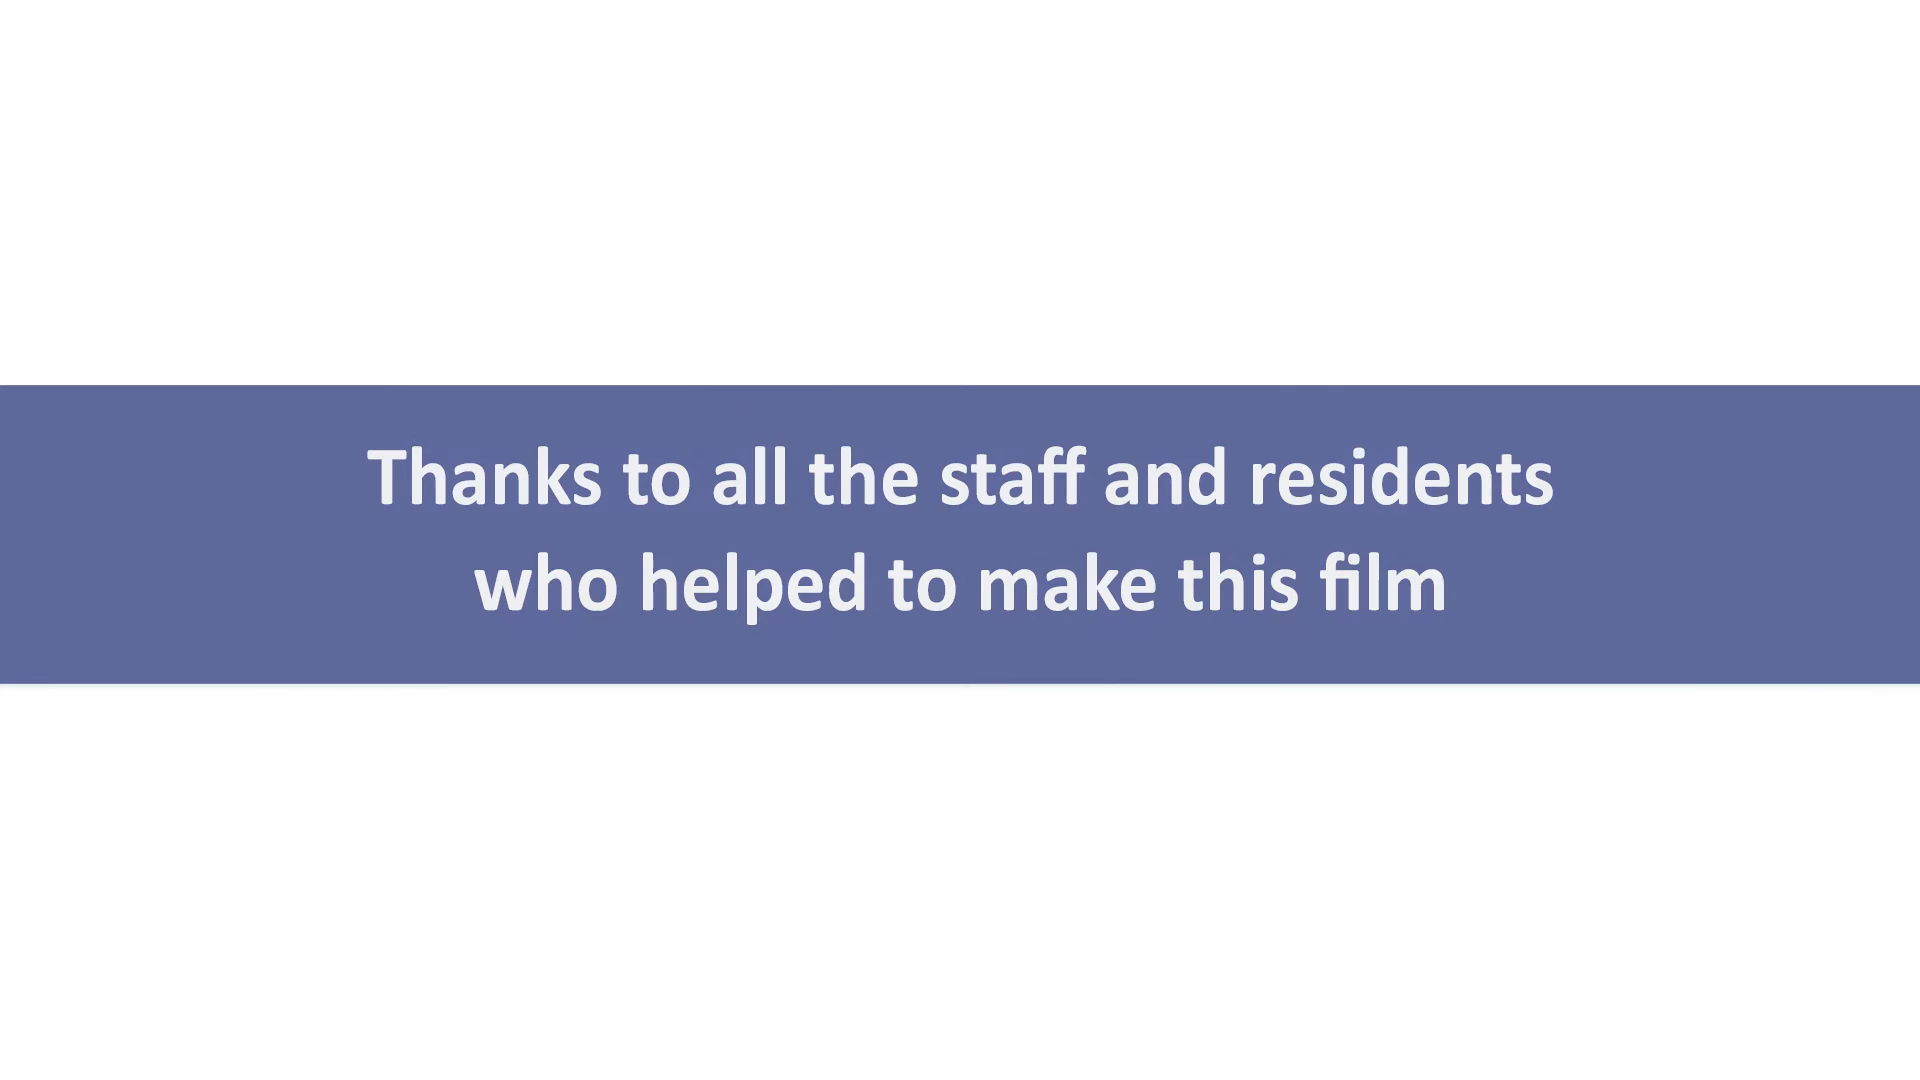 Thanks to all the staff and residents
who helped to make this film